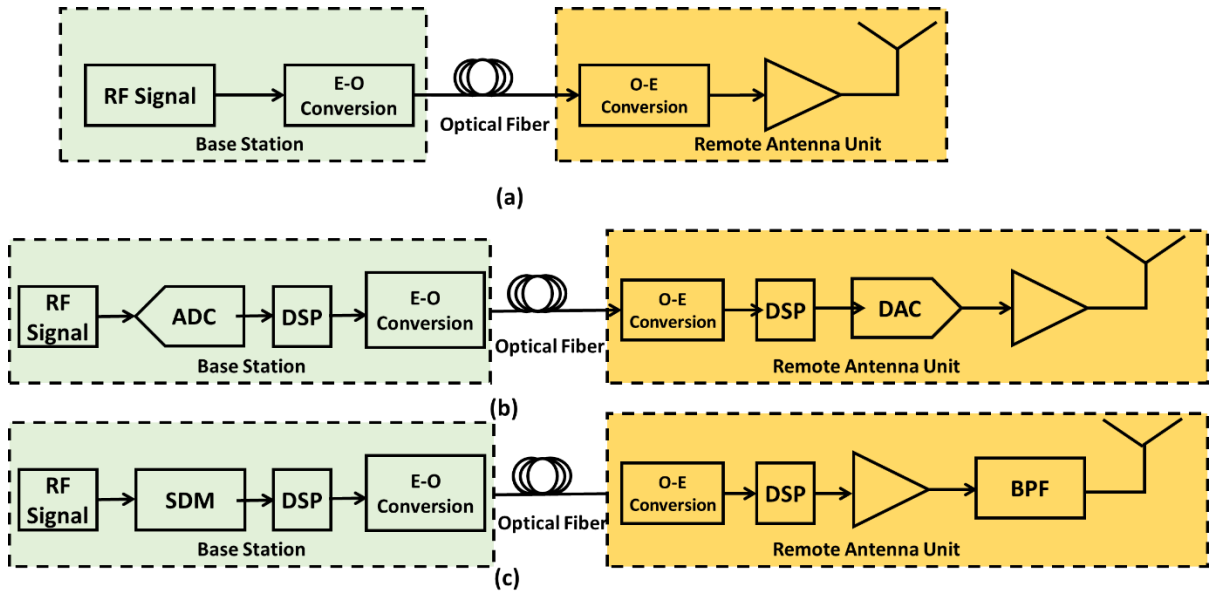 RF Signal
E-O
Conversion
Base Station
Optical Fiber
O-E
Conversion
Remote Antenna Unit
(a)
RF
Signal
ADC
DSP
E-O
Conversion
Base Station
Optical Fiber
O-E
Conversion
DSP
DAC
Remote Antenna Unit
(b)
RF
Signal
SDM
DSP
E-O
Conversion
Base Station
Optical Fiber
O-E
Conversion
DSP
BPF
Remote Antenna Unit
(c)